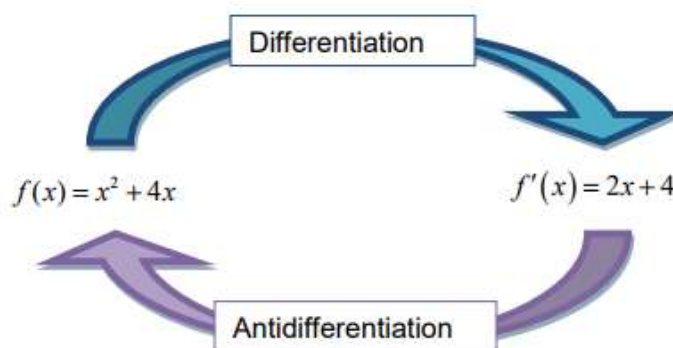 Differentiation
f(x) = x² + 4x
f′(x) = 2x + 4
Antidifferentiation